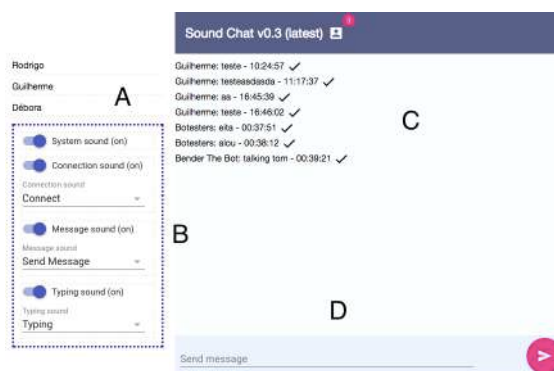 Sound Chat v0.3 (latest)
Rodrigo
Guilherme
Débora
A
System sound (on)
Connection sound (on)
Connection sound
Connect
Message sound (on)
Message sound
Send Message
Typing sound (on)
Typing sound
Typing
B
Guilherme: teste - 10:24:57
Guilherme: testeasdasda - 11:17:37
Guilherme: aa - 16:45:39
Guilherme: teste - 16:46:02
Botesters: eita - 00:37:51
Botesters: alou - 00:38:12
Bender The Bot: talking tom - 00:39:21
C
D
Send message